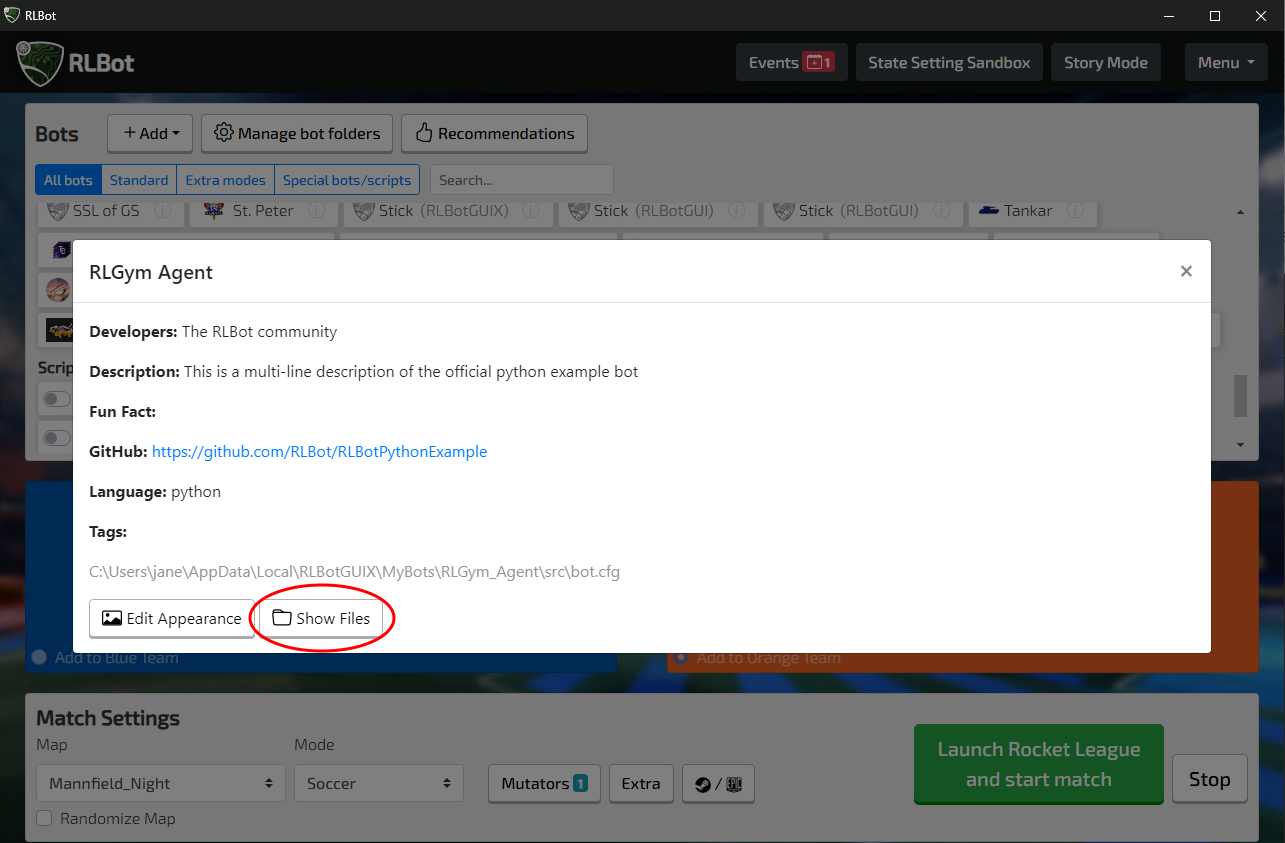 RLBot
RLBot
Events 1
State Setting Sandbox
Story Mode
Menu
Bots
+ Add
Manage bot folders
Recommendations
All bots
Standard
Extra modes
Special bots/scripts
Search...
SSL of GS
St. Peter
Stick (RLBotGUIX)
Stick (RLBotGUI)
Stick (RLBotGUI)
Tankar
RLGym Agent
×
Developers: The RLBot community
Description: This is a multi-line description of the official python example bot
Fun Fact:
GitHub: https://github.com/RLBot/RLBotPythonExample
Language: python
Tags:
C:\Users\jane\AppData\Local\RLBotGUIX\MyBots\RLGym_Agent\src\bot.cfg
Edit Appearance
Show Files
Scrip
Add to Blue Team
Add to Orange Team
Match Settings
Map
Mode
Mannfield_Night
Soccer
Mutators 1
Extra
/ EPIC
Randomize Map
Launch Rocket League
and start match
Stop